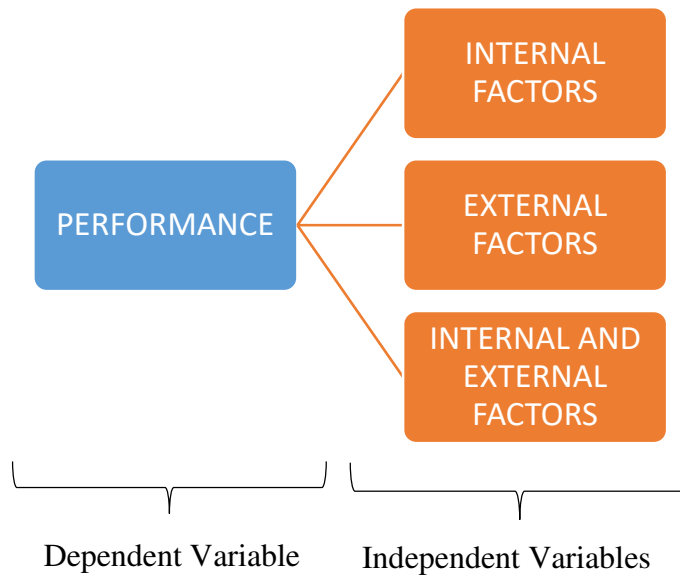 INTERNAL
FACTORS
PERFORMANCE
EXTERNAL
FACTORS
INTERNAL AND
EXTERNAL
FACTORS
Dependent Variable
Independent Variables